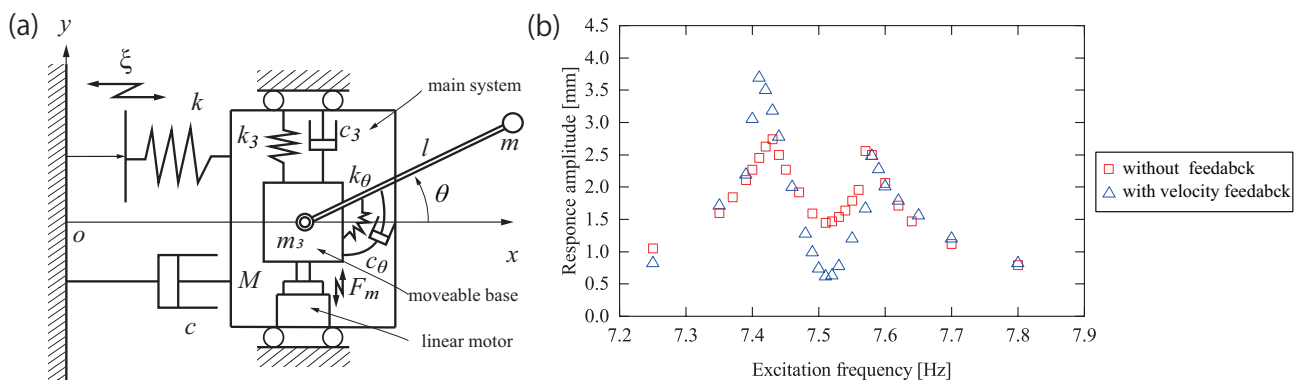 (a)
y
ξ
k
k3
c3
main system
l
m
kθ
θ
o
m3
x
cθ
M
Fm
moveable base
c
linear motor
(b)
4.5
4.0
3.5
3.0
2.5
2.0
1.5
1.0
0.5
0.0
Responce amplitude [mm]
7.2 7.3 7.4 7.5 7.6 7.7 7.8 7.9
Excitation frequency [Hz]
without feedabck
with velocity feedabck